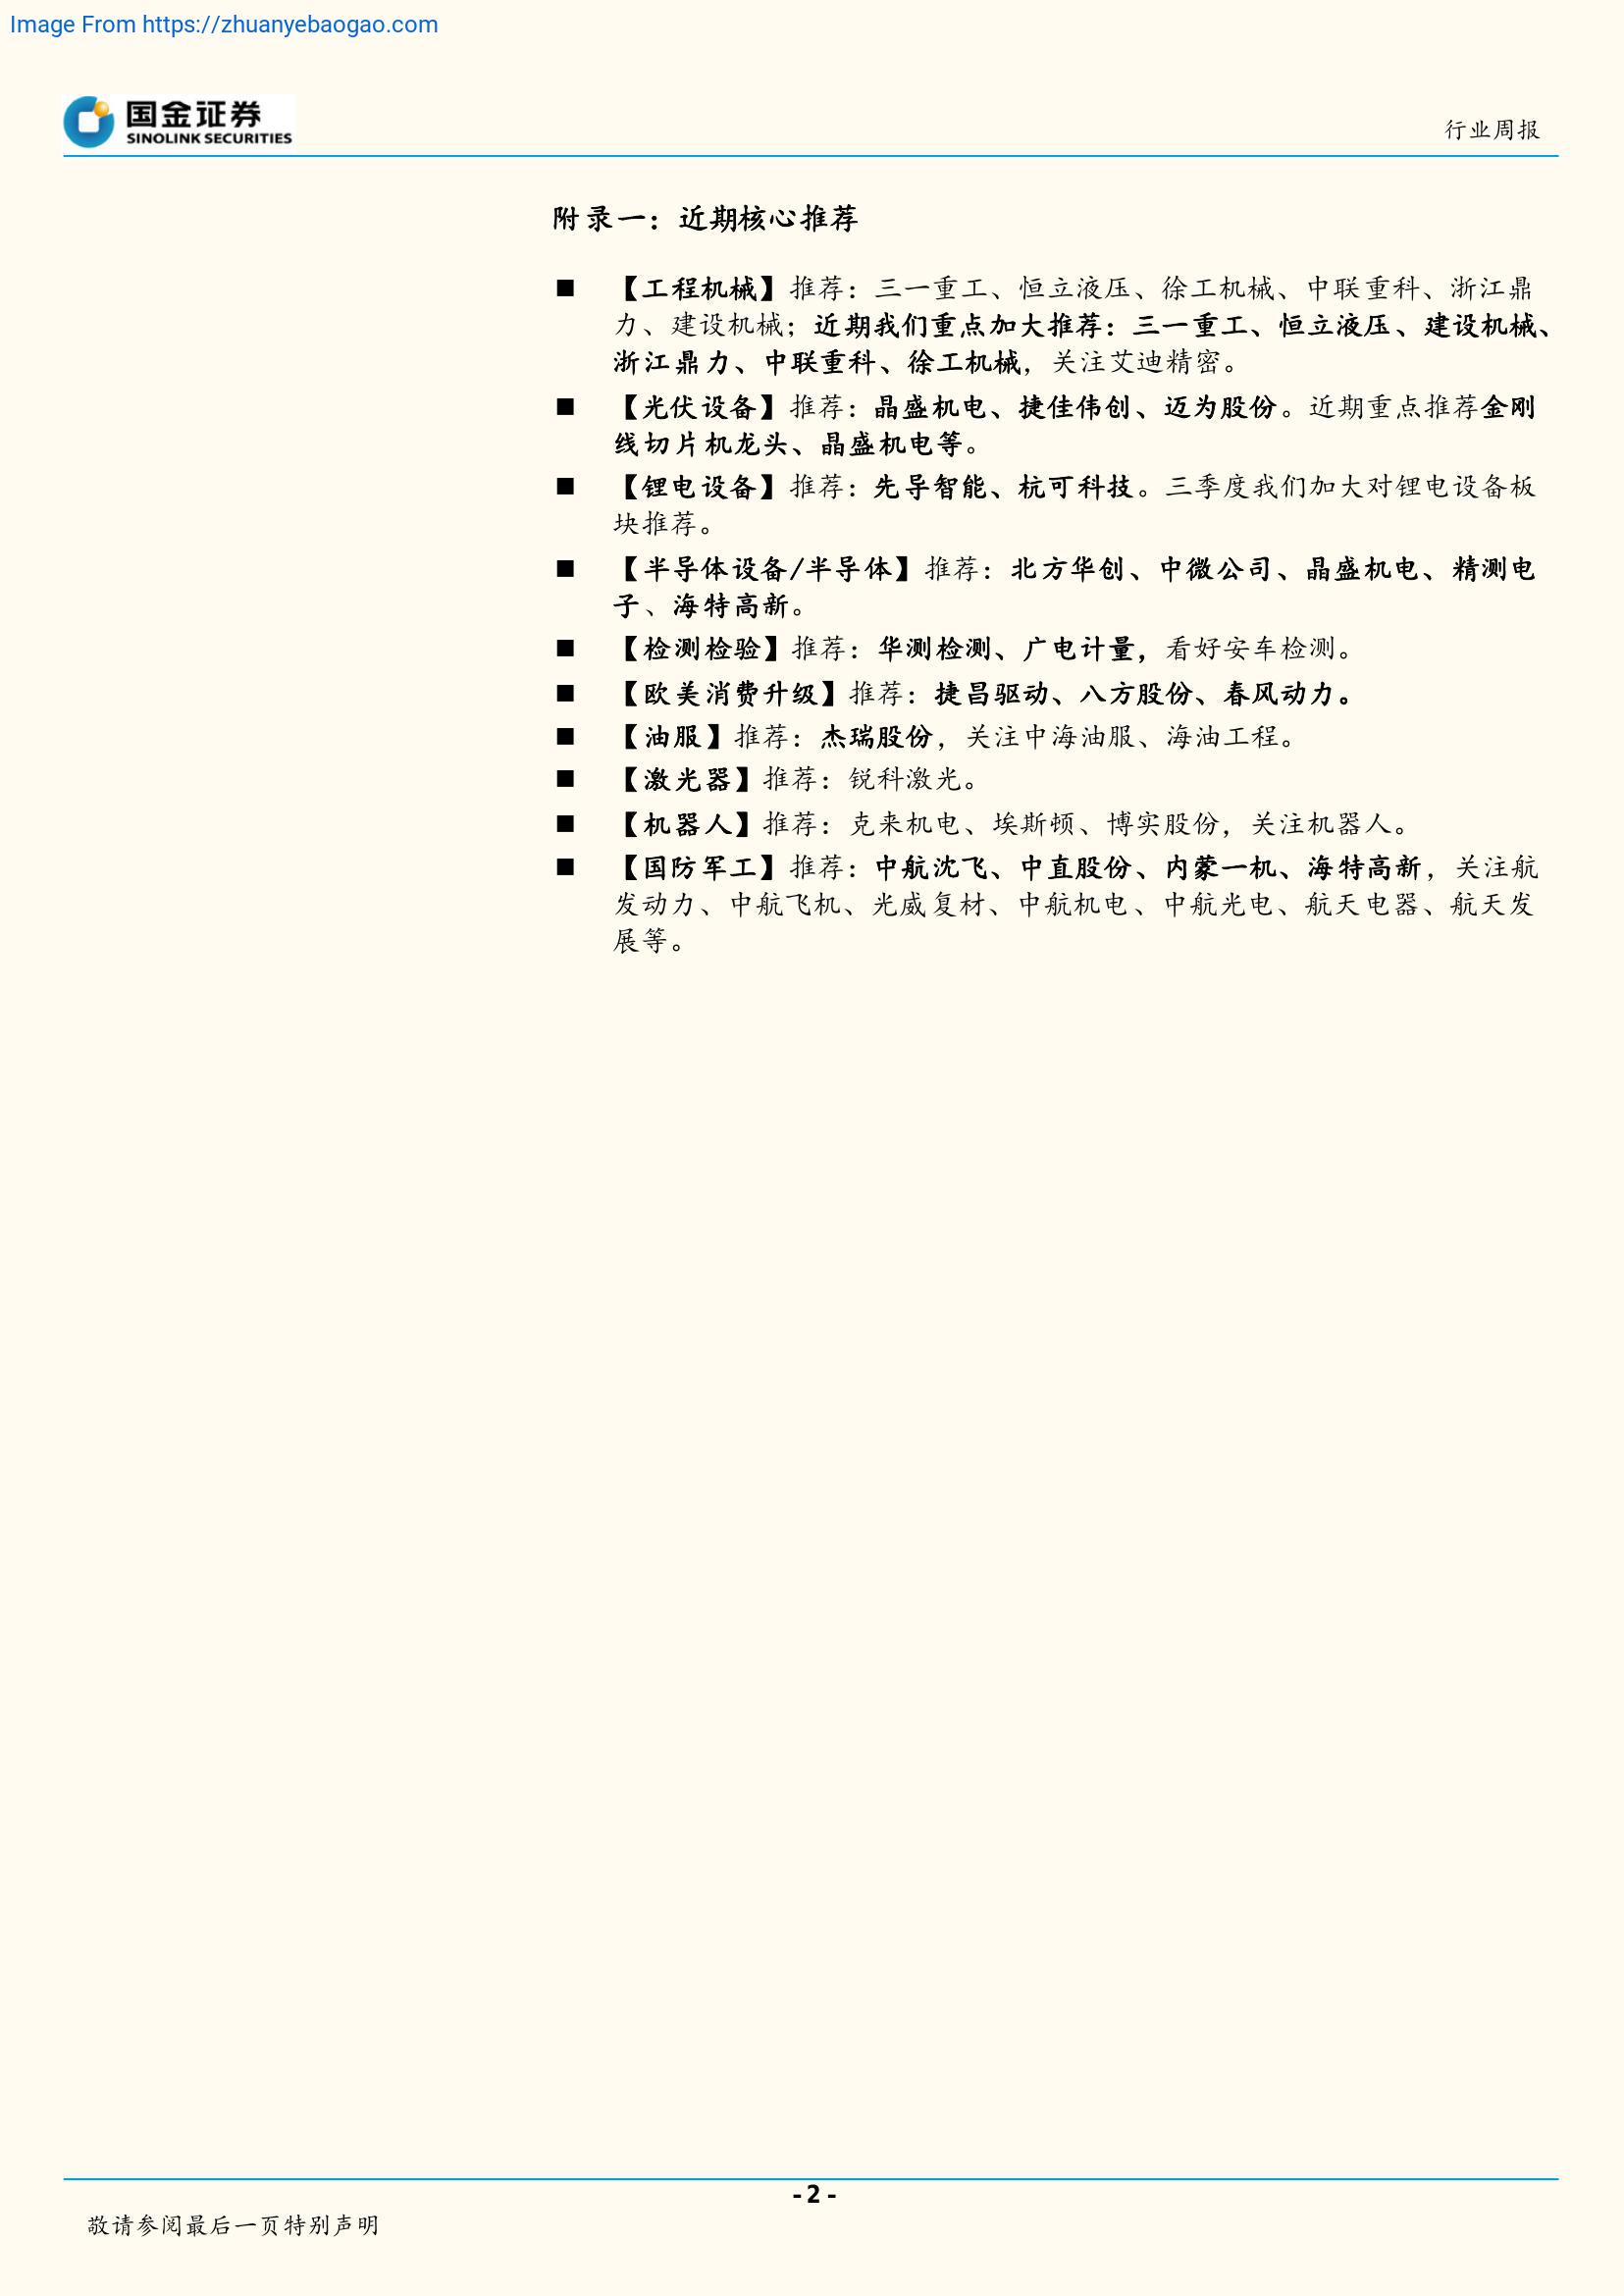 Image From https://zhuanyebaogao.com
国金证券
SINOLINK SECURITIES
行业周报
附录一：近期核心推荐
■ 【工程机械】推荐：三一重工、恒立液压、徐工机械、中联重科、浙江鼎
力、建设机械；近期我们重点加大推荐：三一重工、恒立液压、建设机械、
浙江鼎力、中联重科、徐工机械，关注艾迪精密。
■ 【光伏设备】推荐：晶盛机电、捷佳伟创、迈为股份。近期重点推荐金刚
线切片机龙头、晶盛机电等。
■ 【锂电设备】推荐：先导智能、杭可科技。三季度我们加大对锂电设备板
块推荐。
■ 【半导体设备/半导体】推荐：北方华创、中微公司、晶盛机电、精测电
子、海特高新。
■ 【检测检验】推荐：华测检测、广电计量，看好安车检测。
■ 【欧美消费升级】推荐：捷昌驱动、八方股份、春风动力。
■ 【油服】推荐：杰瑞股份，关注中海油服、海油工程。
■ 【激光器】推荐：锐科激光。
■ 【机器人】推荐：克来机电、埃斯顿、博实股份，关注机器人。
■ 【国防军工】推荐：中航沈飞、中直股份、内蒙一机、海特高新，关注航
发动力、中航飞机、光威复材、中航机电、中航光电、航天电器、航天发
展等。
- 2 -
敬请参阅最后一页特别声明